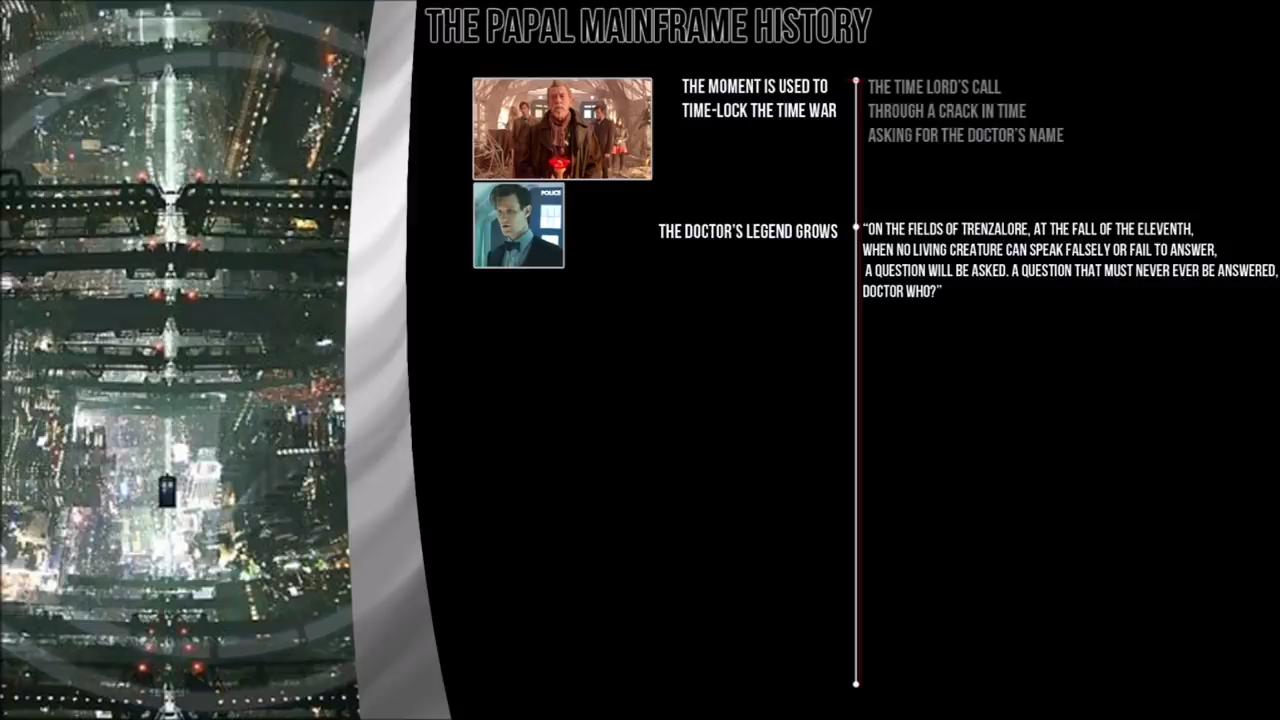 THE PAPAL MAINFRAME HISTORY
THE MOMENT IS USED TO
TIME-LOCK THE TIME WAR
THE TIME LORD'S CALL
THROUGH A CRACK IN TIME
ASKING FOR THE DOCTOR'S NAME
POLICE
THE DOCTOR'S LEGEND GROWS
“ON THE FIELDS OF TRENZALORE, AT THE FALL OF THE ELEVENTH,
WHEN NO LIVING CREATURE CAN SPEAK FALSELY OR FAIL TO ANSWER,
A QUESTION WILL BE ASKED. A QUESTION THAT MUST NEVER EVER BE ANSWERED,
DOCTOR WHO?”